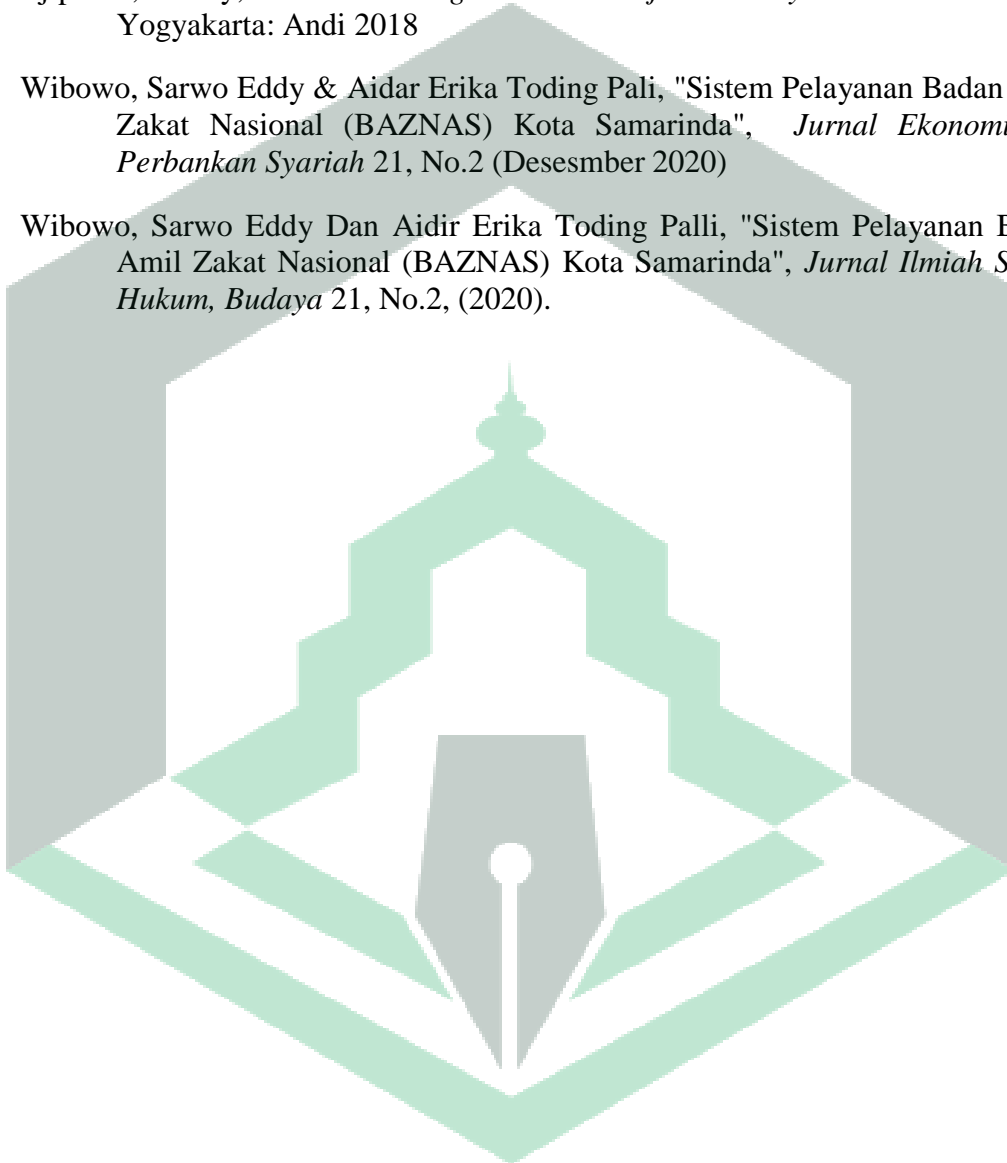 Yogyakarta: Andi 2018
Wibowo, Sarwo Eddy & Aidar Erika Toding Pali, "Sistem Pelayanan Badan
Zakat Nasional (BAZNAS) Kota Samarinda", Jurnal Ekonomi
Perbankan Syariah 21, No.2 (Desesmber 2020)
Wibowo, Sarwo Eddy Dan Aidir Erika Toding Palli, "Sistem Pelayanan
Amil Zakat Nasional (BAZNAS) Kota Samarinda", Jurnal Ilmiah
Hukum, Budaya 21, No.2, (2020).